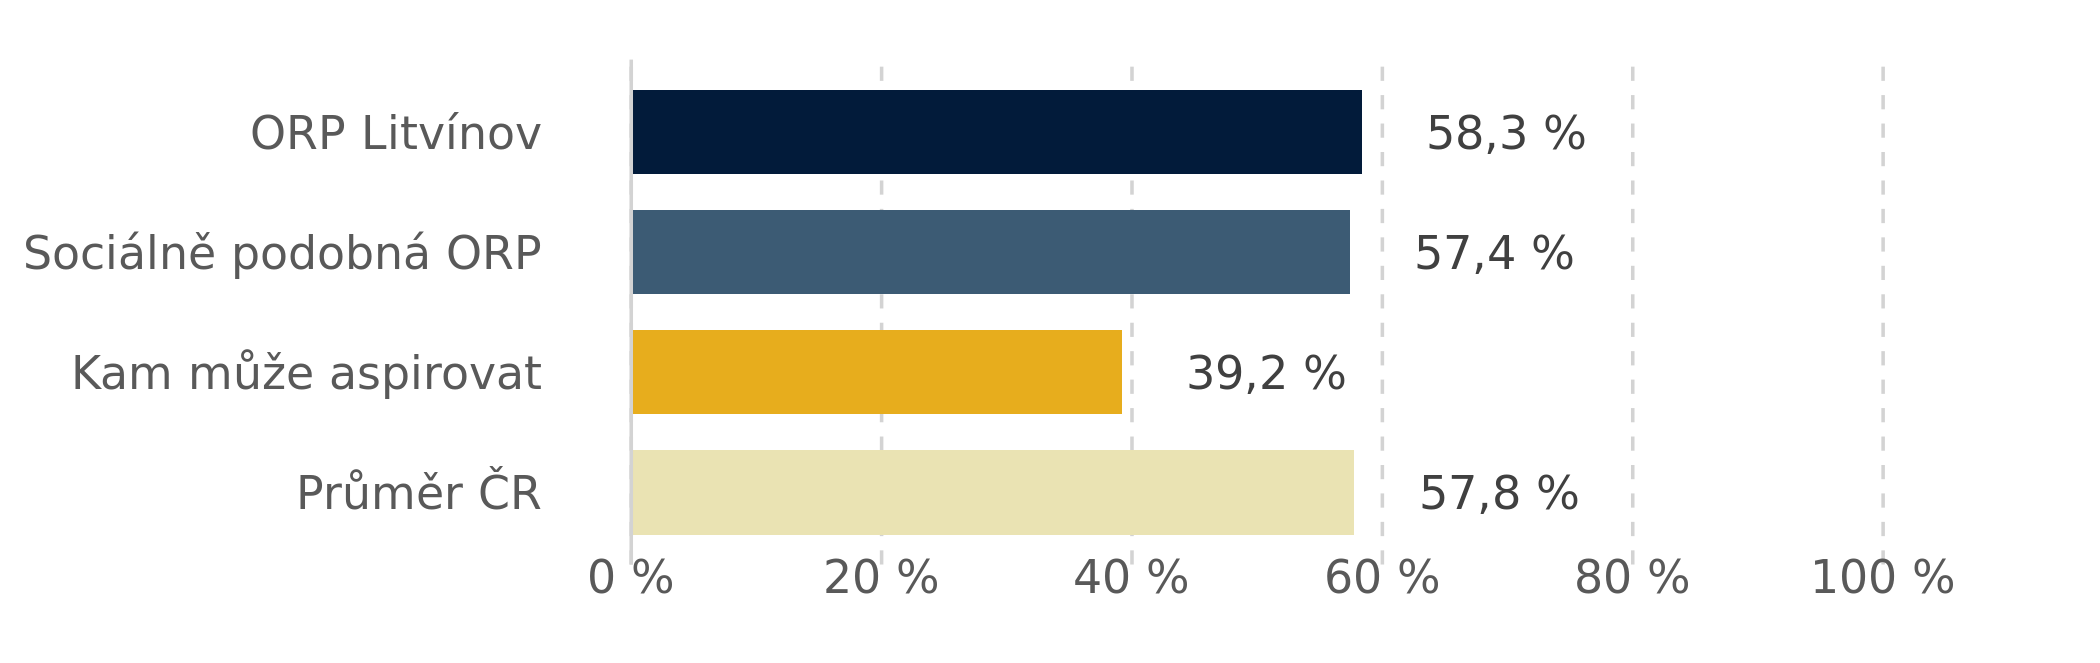 ORP Litvínov 58,3 %
Sociálně podobná ORP 57,4 %
Kam může aspirovat 39,2 %
Průměr ČR 57,8 %
0 % 20 % 40 % 60 % 80 % 100 %